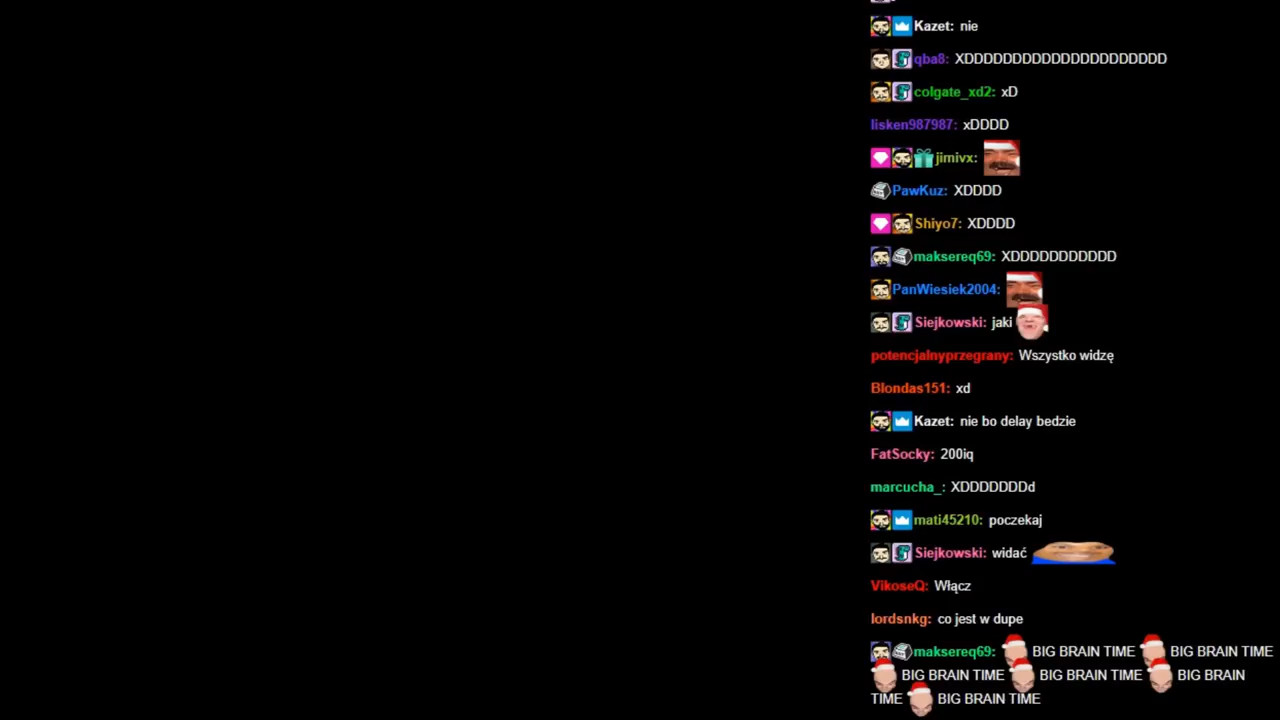 Kazet: nie
qba8: XDDDDDDDDDDDDDDDDDDDDDD
colgate_xd2: xD
lisken987987: xDDDD
jimivx:
PawKuz: XDDDD
Shiyo7: XDDDD
maksereq69: XDDDDDDDDDDD
PanWiesiek2004:
Siejkowski: jaki
potencjalnyprzegrany: Wszystko widzę
Blondas151: xd
Kazet: nie bo delay bedzie
FatSocky: 200iq
marcucha_: XDDDDDDDd
mati45210: poczekaj
Siejkowski: widać
VikoseQ: Włącz
lordsnkg: co jest w dupe
maksereq69: BIG BRAIN TIME BIG BRAIN TIME
BIG BRAIN TIME BIG BRAIN TIME BIG BRAIN
TIME BIG BRAIN TIME